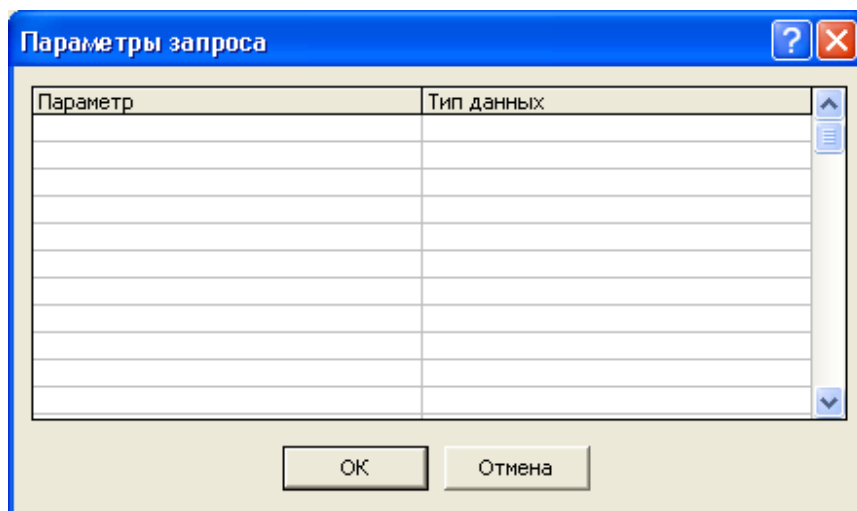 Параметры запроса
Параметр Тип данных
ОК Отмена